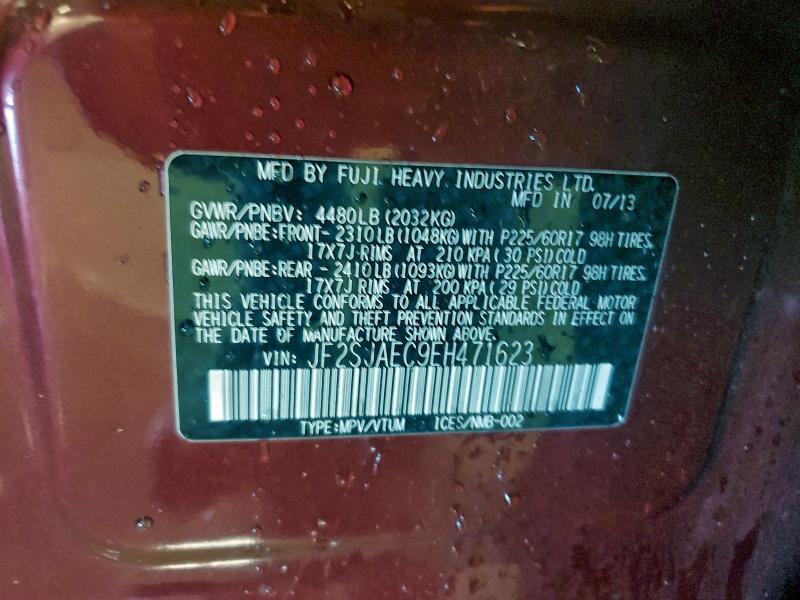 MFD BY FUJI HEAVY INDUSTRIES LTD.
MFD IN 07/13
GVWR/PNBV: 4480LB (2032KG)
GAWR/PNBE: FRONT- 2310LB (1048KG) WITH P225/60R17 98H TIRES,
17X7J RIMS AT 210 KPA ( 30 PSI) COLD
GAWR/PNBE: REAR - 2410LB (1093KG) WITH P225/60R17 98H TIRES,
17X7J RIMS AT 200 KPA ( 29 PSI) COLD
THIS VEHICLE CONFORMS TO ALL APPLICABLE FEDERAL MOTOR
VEHICLE SAFETY AND THEFT PREVENTION STANDARDS IN EFFECT ON
THE DATE OF MANUFACTURE SHOWN ABOVE.
VIN: JF2SJAEC9EH471623
TYPE:MPV/VTUM ICES/NMB-002